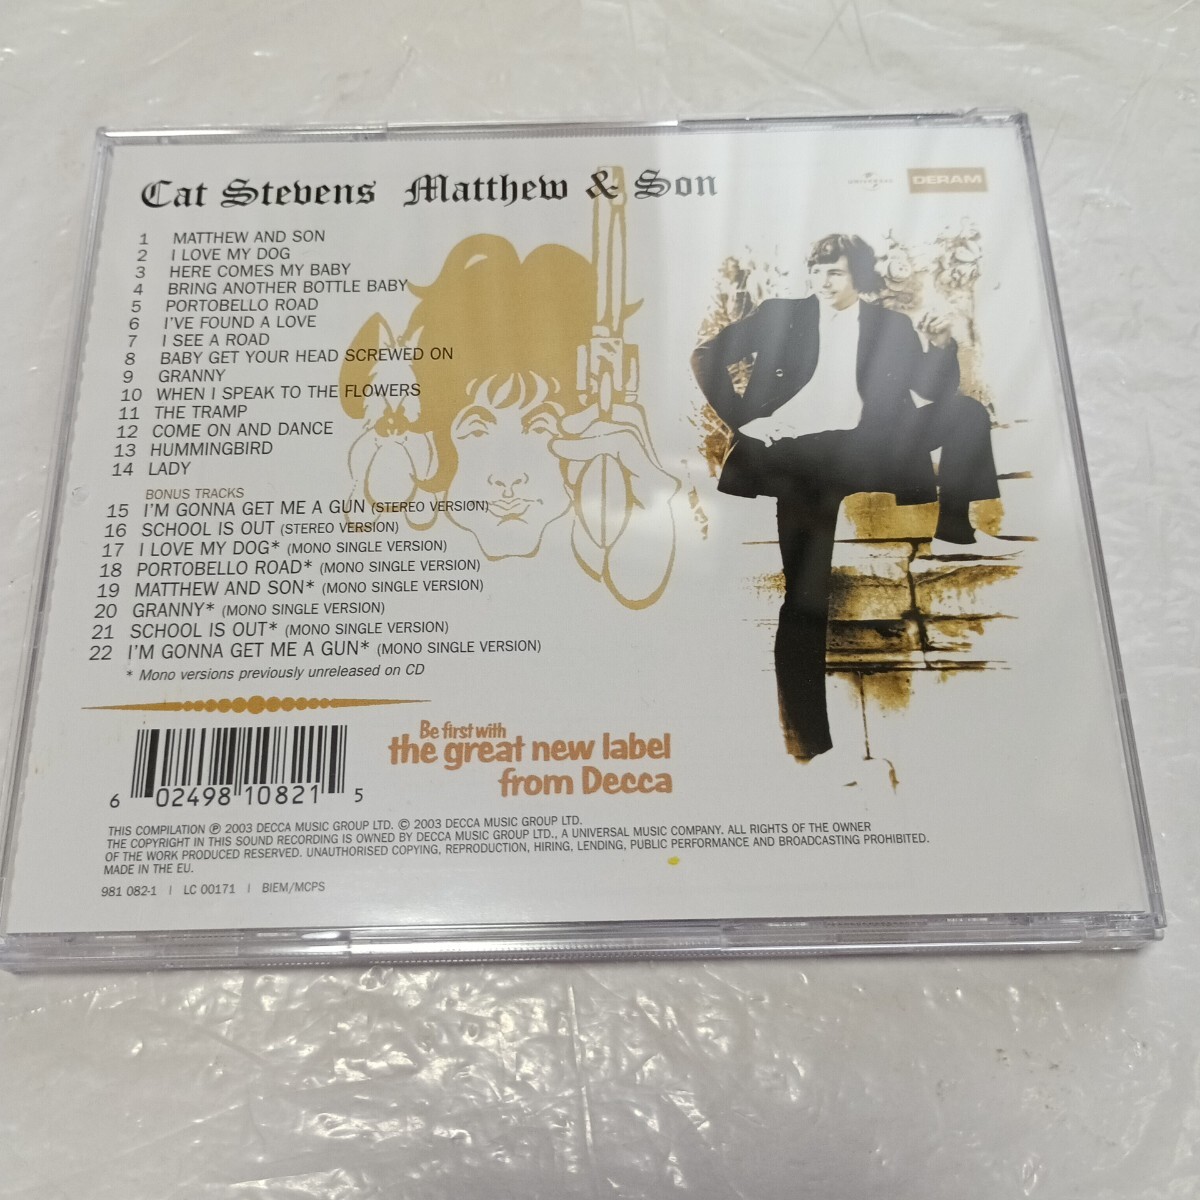 Cat Stevens Matthew & Son
UNIVERSAL
DERAM
1 MATTHEW AND SON
2 I LOVE MY DOG
3 HERE COMES MY BABY
4 BRING ANOTHER BOTTLE BABY
5 PORTOBELLO ROAD
6 I'VE FOUND A LOVE
7 I SEE A ROAD
8 BABY GET YOUR HEAD SCREWED ON
9 GRANNY
10 WHEN I SPEAK TO THE FLOWERS
11 THE TRAMP
12 COME ON AND DANCE
13 HUMMINGBIRD
14 LADY
BONUS TRACKS
15 I'M GONNA GET ME A GUN (STEREO VERSION)
16 SCHOOL IS OUT (STEREO VERSION)
17 I LOVE MY DOG* (MONO SINGLE VERSION)
18 PORTOBELLO ROAD* (MONO SINGLE VERSION)
19 MATTHEW AND SON* (MONO SINGLE VERSION)
20 GRANNY* (MONO SINGLE VERSION)
21 SCHOOL IS OUT* (MONO SINGLE VERSION)
22 I'M GONNA GET ME A GUN* (MONO SINGLE VERSION)
* Mono versions previously unreleased on CD
Be first with
the great new label
from Decca
6 02498 10821 5
THIS COMPILATION ℗ 2003 DECCA MUSIC GROUP LTD. © 2003 DECCA MUSIC GROUP LTD.
THE COPYRIGHT IN THIS SOUND RECORDING IS OWNED BY DECCA MUSIC GROUP LTD., A UNIVERSAL MUSIC COMPANY. ALL RIGHTS OF THE OWNER
OF THE WORK PRODUCED RESERVED. UNAUTHORISED COPYING, REPRODUCTION, HIRING, LENDING, PUBLIC PERFORMANCE AND BROADCASTING PROHIBITED.
MADE IN THE EU.
981 082-1 | LC 00171 | BIEM/MCPS